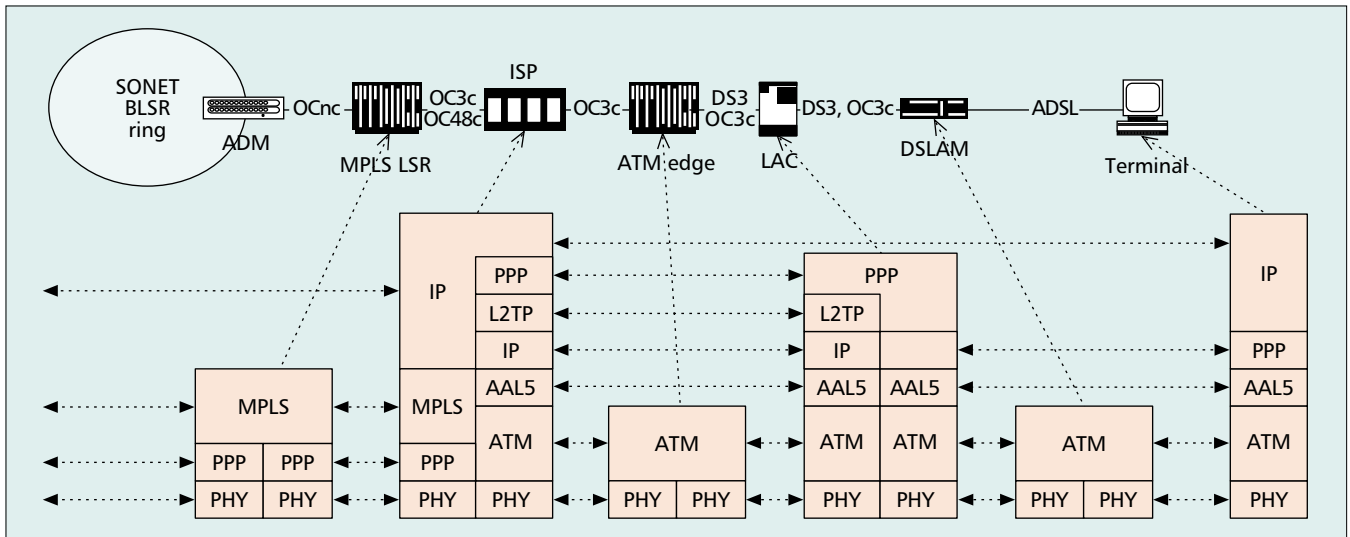 SONET
BLSR
ring
ADM
OCnc
MPLS LSR
OC3c
OC48c
ISP
OC3c
ATM edge
DS3
OC3c
LAC
DS3, OC3c
DSLAM
ADSL
Terminal
IP
PPP
L2TP
IP
AAL5
ATM
MPLS
PPP
PHY
PHY
MPLS
PPP
PPP
PHY
PHY
ATM
PHY
PHY
PPP
L2TP
IP
AAL5
AAL5
ATM
ATM
PHY
PHY
ATM
PHY
PHY
IP
PPP
AAL5
ATM
PHY